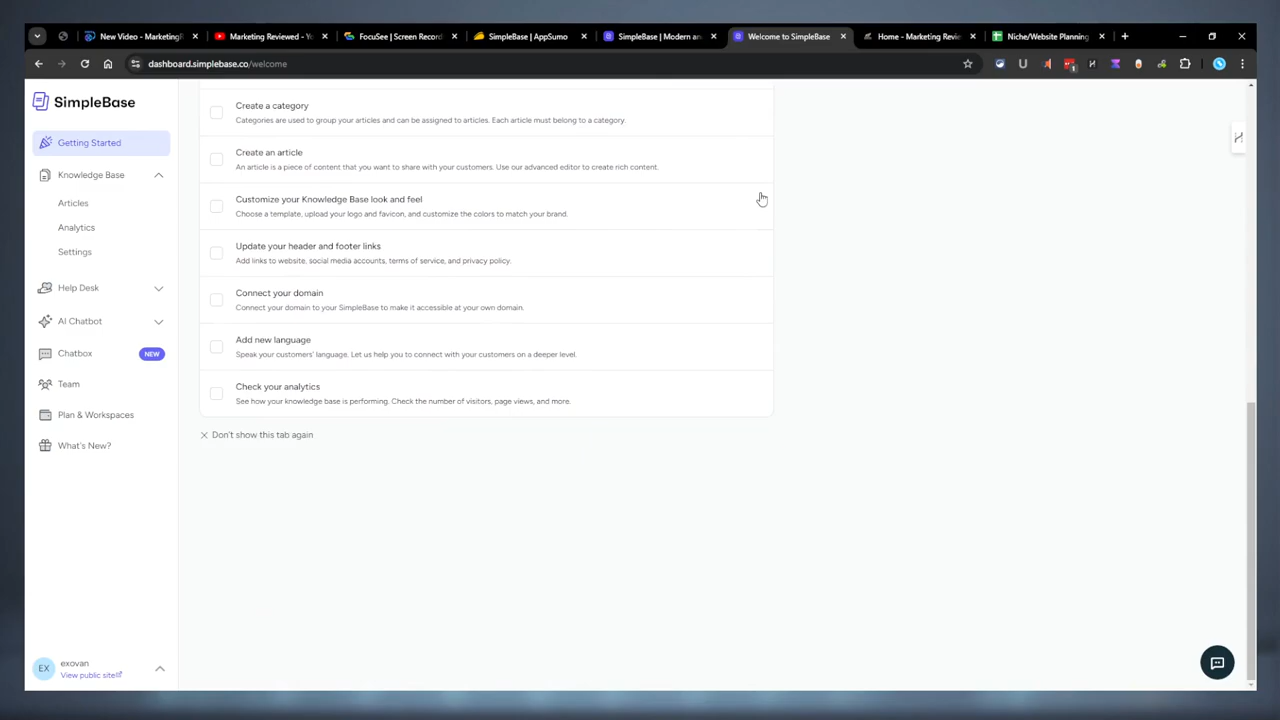 New Video - MarketingR
Marketing Reviewed - Yo
FocuSee | Screen Record
SimpleBase | AppSumo
SimpleBase | Modern and
Welcome to SimpleBase
Home - Marketing Review
Niche/Website Planning
dashboard.simplebase.co/welcome
SimpleBase
Getting Started
Knowledge Base
Articles
Analytics
Settings
Help Desk
AI Chatbot
Chatbox
NEW
Team
Plan & Workspaces
What's New?
EX
exovan
View public site
Create a category
Categories are used to group your articles and can be assigned to articles. Each article must belong to a category.
Create an article
An article is a piece of content that you want to share with your customers. Use our advanced editor to create rich content.
Customize your Knowledge Base look and feel
Choose a template, upload your logo and favicon, and customize the colors to match your brand.
Update your header and footer links
Add links to website, social media accounts, terms of service, and privacy policy.
Connect your domain
Connect your domain to your SimpleBase to make it accessible at your own domain.
Add new language
Speak your customers' language. Let us help you to connect with your customers on a deeper level.
Check your analytics
See how your knowledge base is performing. Check the number of visitors, page views, and more.
Don't show this tab again